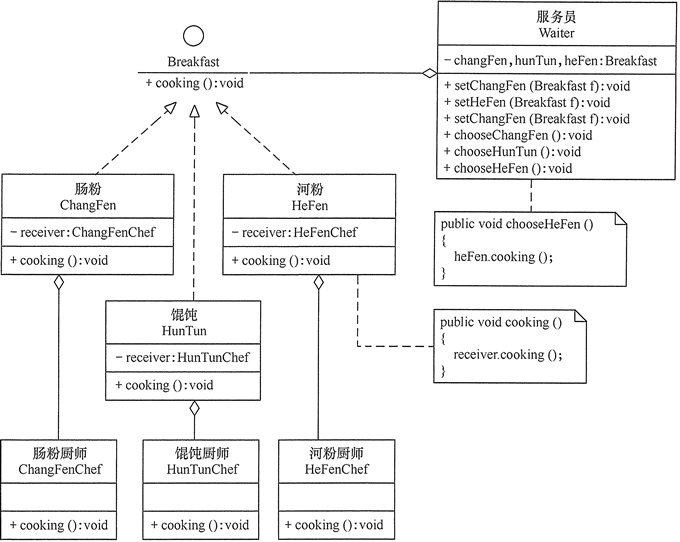 Breakfast
+ cooking ():void
服务员
Waiter
− changFen,hunTun,heFen:Breakfast
+ setChangFen (Breakfast f):void
+ setHeFen (Breakfast f):void
+ setChangFen (Breakfast f):void
+ chooseChangFen ():void
+ chooseHunTun ():void
+ chooseHeFen ():void
public void chooseHeFen ()
{
heFen.cooking ();
}
肠粉
ChangFen
− receiver:ChangFenChef
+ cooking ():void
河粉
HeFen
− receiver:HeFenChef
+ cooking ():void
馄饨
HunTun
− receiver:HunTunChef
+ cooking ():void
public void cooking ()
{
receiver.cooking ();
}
肠粉厨师
ChangFenChef
+ cooking ():void
馄饨厨师
HunTunChef
+ cooking ():void
河粉厨师
HeFenChef
+ cooking ():void